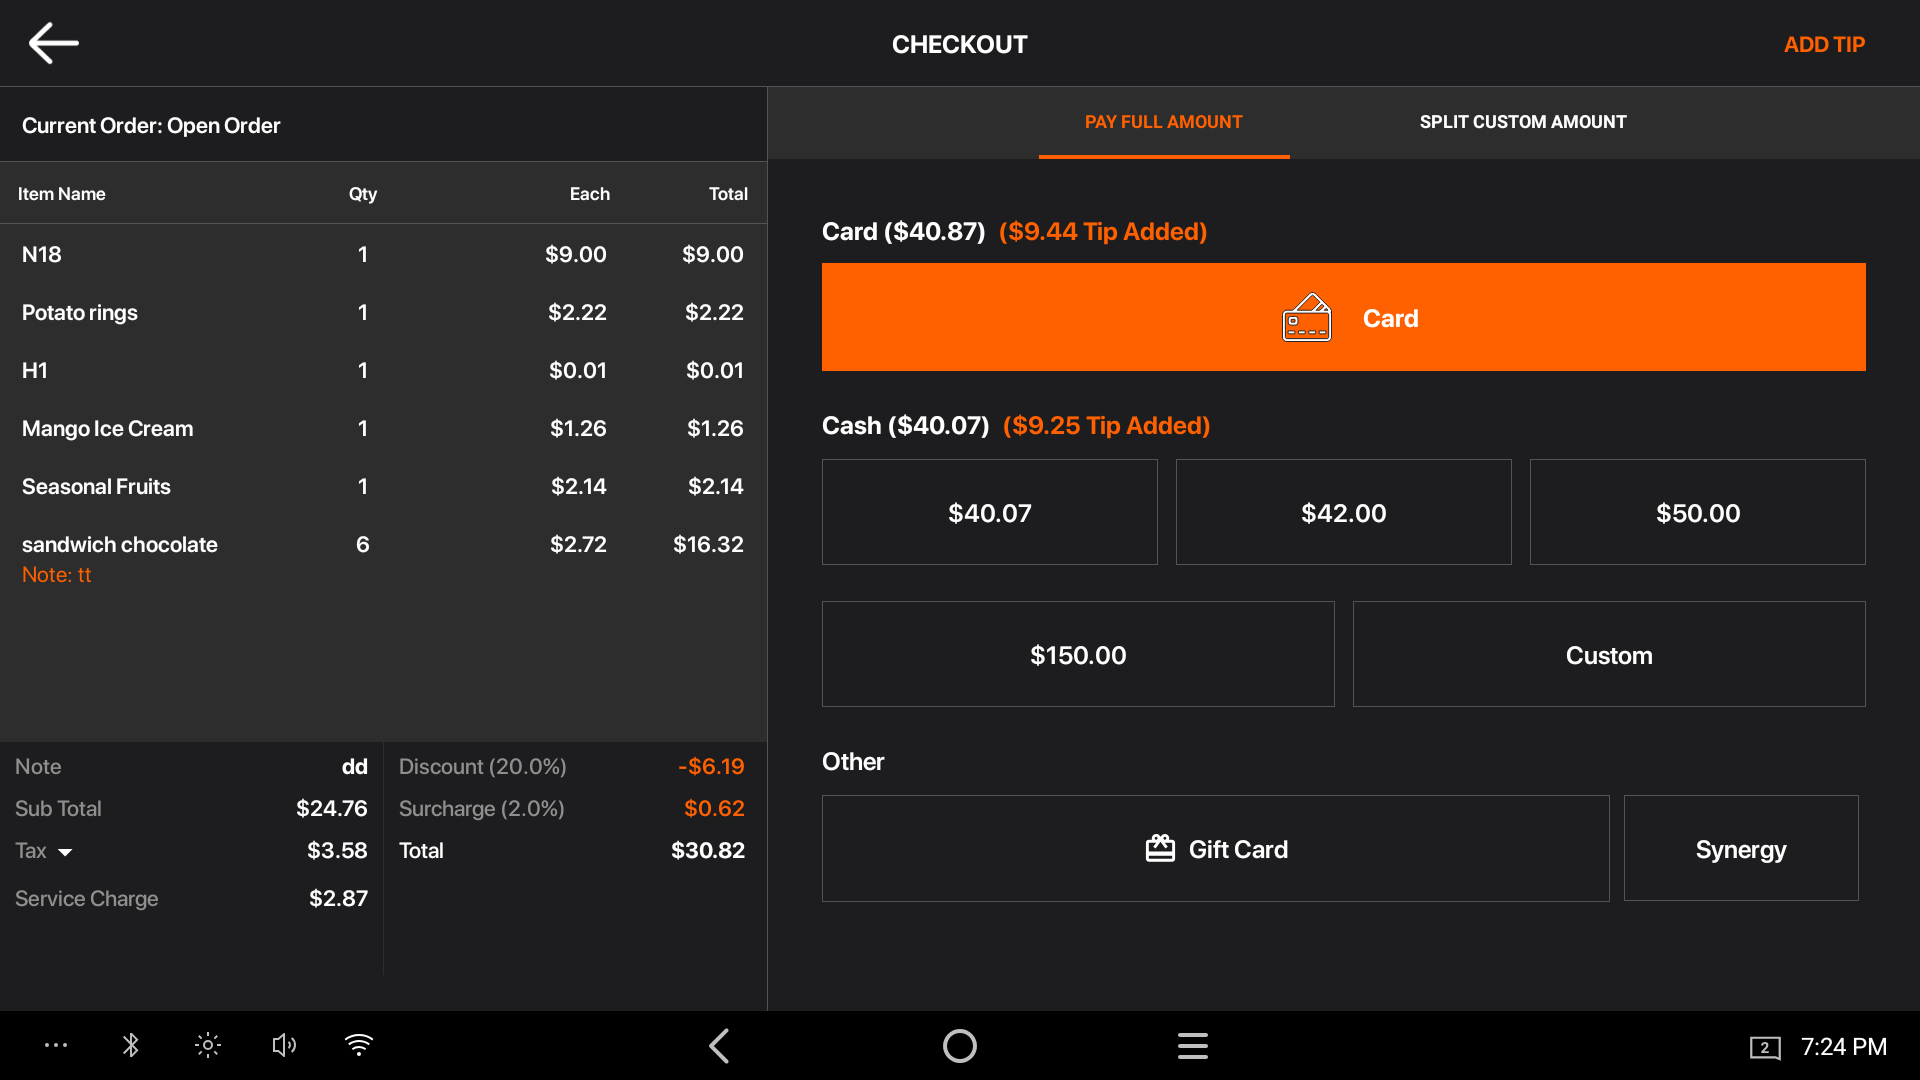 CHECKOUT
ADD TIP
Current Order: Open Order
Item Name Qty Each Total
N18 1 $9.00 $9.00
Potato rings 1 $2.22 $2.22
H1 1 $0.01 $0.01
Mango Ice Cream 1 $1.26 $1.26
Seasonal Fruits 1 $2.14 $2.14
sandwich chocolate 6 $2.72 $16.32
Note: tt
Note dd
Sub Total $24.76
Tax $3.58
Service Charge $2.87
Discount (20.0%) -$6.19
Surcharge (2.0%) $0.62
Total $30.82
PAY FULL AMOUNT
SPLIT CUSTOM AMOUNT
Card ($40.87) ($9.44 Tip Added)
Card
Cash ($40.07) ($9.25 Tip Added)
$40.07 $42.00 $50.00
$150.00 Custom
Other
Gift Card Synergy
2 7:24 PM